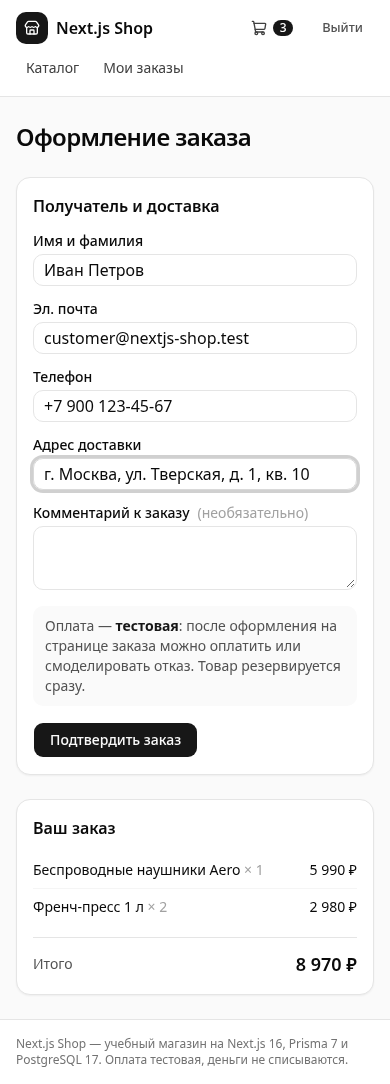 Next.js Shop
3
Выйти
Каталог
Мои заказы
Оформление заказа
Получатель и доставка
Имя и фамилия
Иван Петров
Эл. почта
customer@nextjs-shop.test
Телефон
+7 900 123-45-67
Адрес доставки
г. Москва, ул. Тверская, д. 1, кв. 10
Комментарий к заказу (необязательно)
Оплата — тестовая: после оформления на
странице заказа можно оплатить или
смоделировать отказ. Товар резервируется
сразу.
Подтвердить заказ
Ваш заказ
Беспроводные наушники Aero × 1 5 990 ₽
Френч-пресс 1 л × 2 2 980 ₽
Итого 8 970 ₽
Next.js Shop — учебный магазин на Next.js 16, Prisma 7 и
PostgreSQL 17. Оплата тестовая, деньги не списываются.